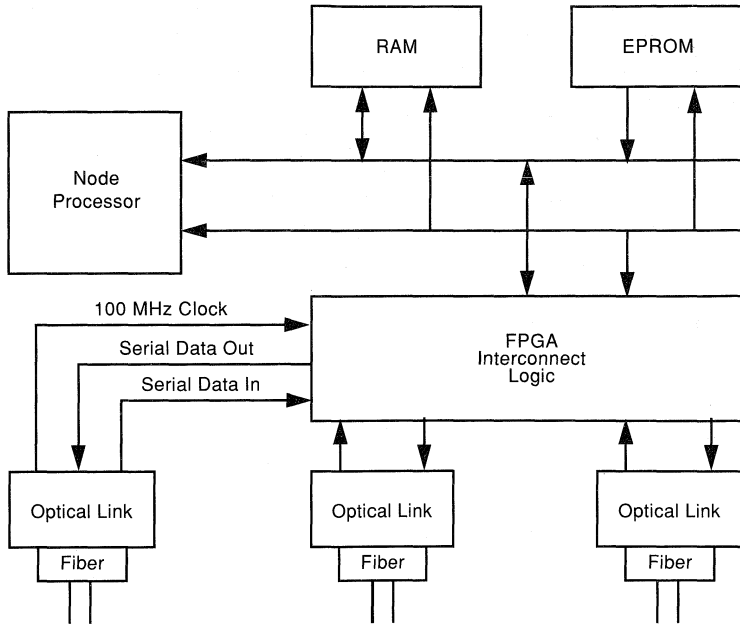 RAM
EPROM
Node
Processor
100 MHz Clock
Serial Data Out
Serial Data In
FPGA
Interconnect
Logic
Optical Link
Optical Link
Optical Link
Fiber
Fiber
Fiber